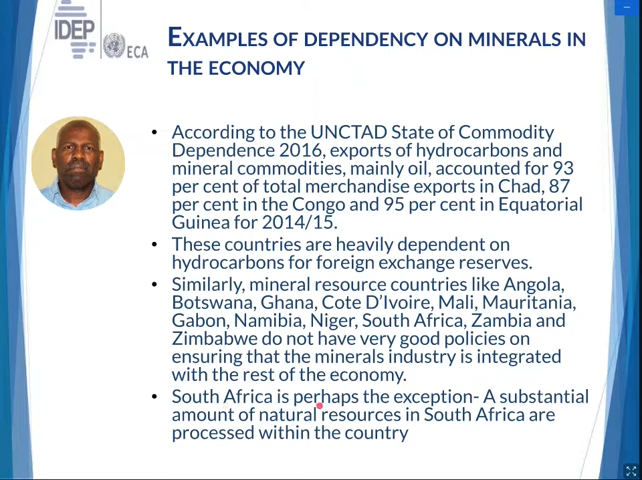 IDEP
ECA
EXAMPLES OF DEPENDENCY ON MINERALS IN
THE ECONOMY
• According to the UNCTAD State of Commodity
Dependence 2016, exports of hydrocarbons and
mineral commodities, mainly oil, accounted for 93
per cent of total merchandise exports in Chad, 87
per cent in the Congo and 95 per cent in Equatorial
Guinea for 2014/15.
• These countries are heavily dependent on
hydrocarbons for foreign exchange reserves.
• Similarly, mineral resource countries like Angola,
Botswana, Ghana, Cote D’Ivoire, Mali, Mauritania,
Gabon, Namibia, Niger, South Africa, Zambia and
Zimbabwe do not have very good policies on
ensuring that the minerals industry is integrated
with the rest of the economy.
• South Africa is perhaps the exception- A substantial
amount of natural resources in South Africa are
processed within the country